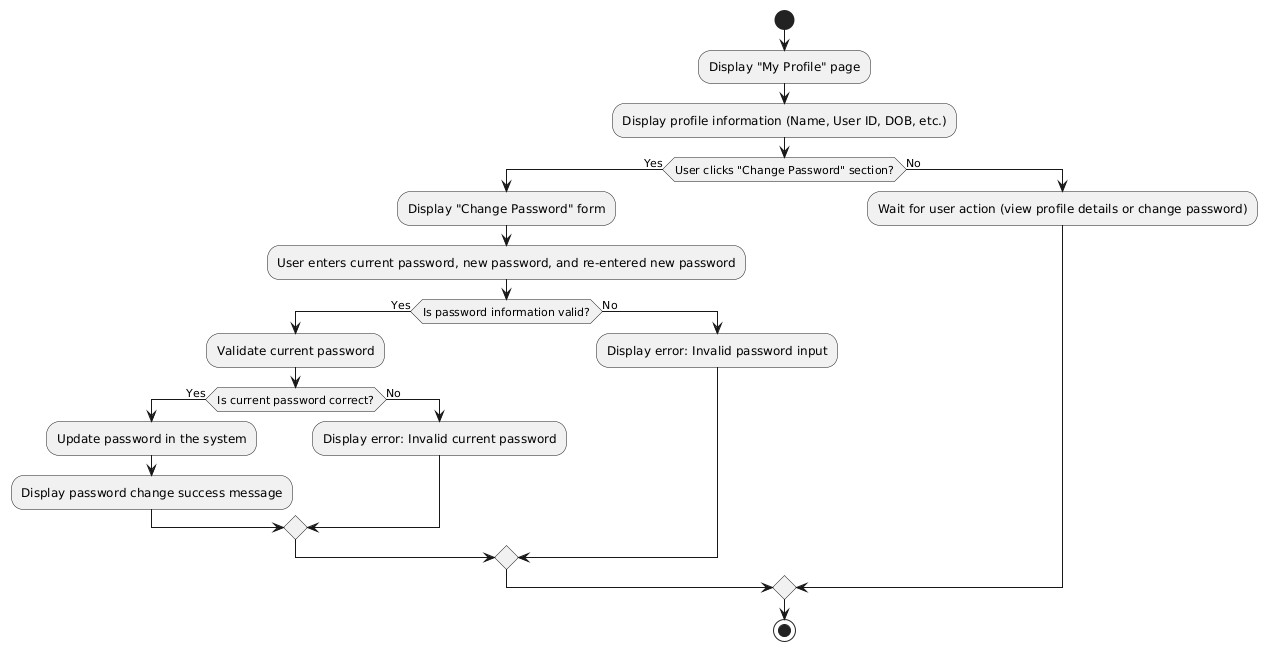 Display "My Profile" page
Display profile information (Name, User ID, DOB, etc.)
Yes
User clicks "Change Password" section?
No
Display "Change Password" form
Wait for user action (view profile details or change password)
User enters current password, new password, and re-entered new password
Yes
Is password information valid?
No
Validate current password
Display error: Invalid password input
Yes
Is current password correct?
No
Update password in the system
Display error: Invalid current password
Display password change success message